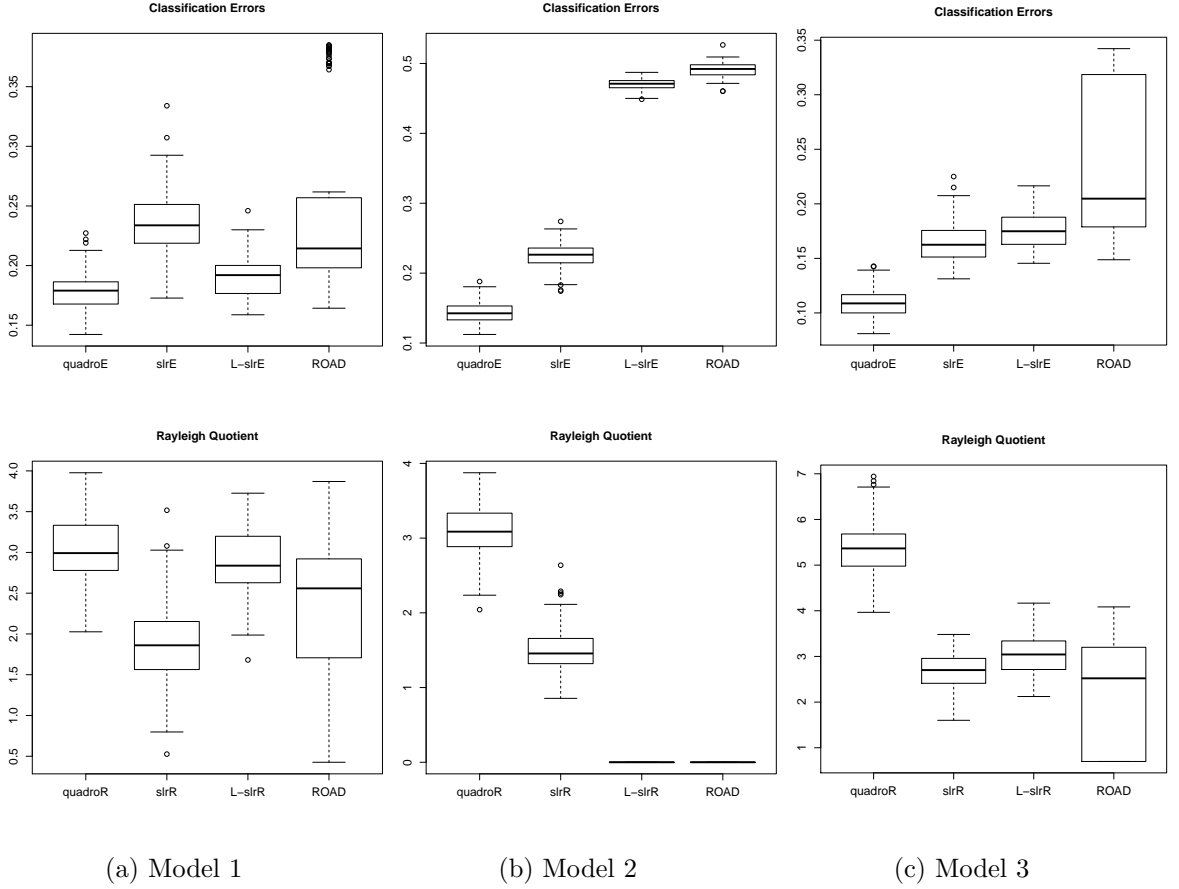 Classification Errors
0.35
0.30
0.25
0.20
0.15
quadroE slrE L-slrE ROAD
Classification Errors
0.5
0.4
0.3
0.2
0.1
quadroE slrE L-slrE ROAD
Classification Errors
0.35
0.30
0.25
0.20
0.15
0.10
quadroE slrE L-slrE ROAD
Rayleigh Quotient
4.0
3.5
3.0
2.5
2.0
1.5
1.0
0.5
quadroR slrR L-slrR ROAD
Rayleigh Quotient
4
3
2
1
0
quadroR slrR L-slrR ROAD
Rayleigh Quotient
7
6
5
4
3
2
1
quadroR slrR L-slrR ROAD
(a) Model 1
(b) Model 2
(c) Model 3